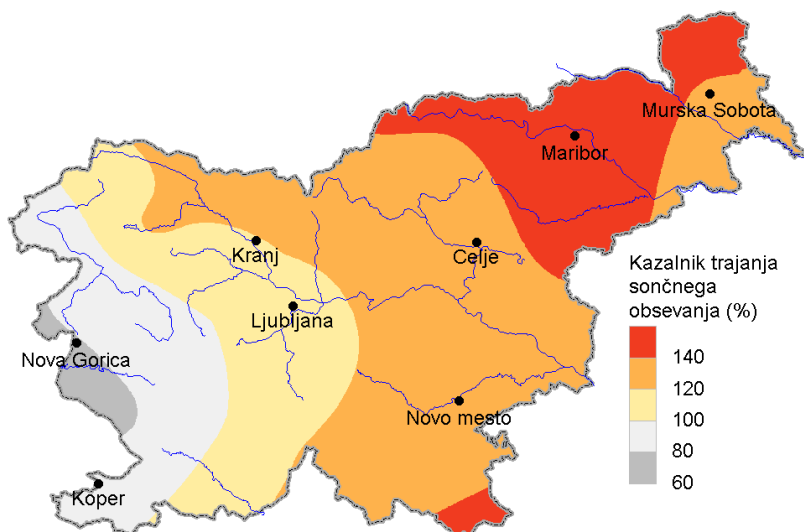 Murska Sobota
Maribor
Kranj
Celje
Ljubljana
Nova Gorica
Novo mesto
Koper
Kazalnik trajanja
sončnega
obsevanja (%)
140
120
100
80
60